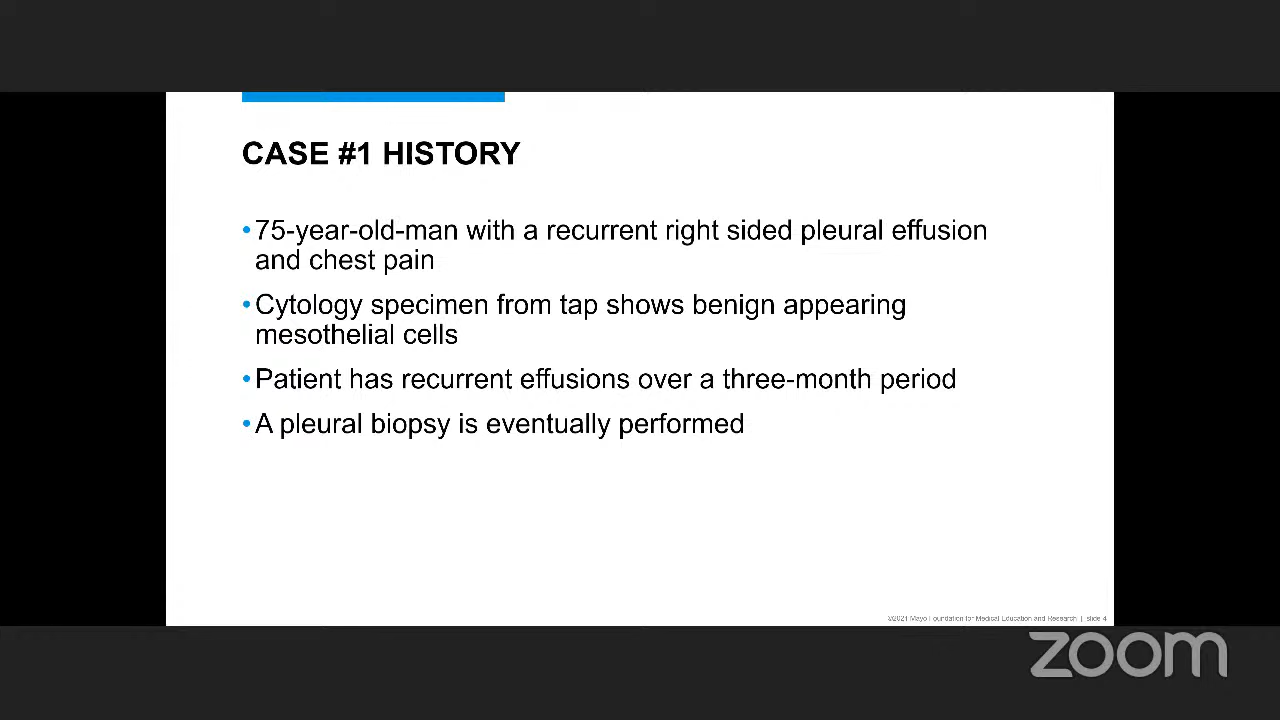 CASE #1 HISTORY
•75-year-old-man with a recurrent right sided pleural effusion
and chest pain
•Cytology specimen from tap shows benign appearing
mesothelial cells
•Patient has recurrent effusions over a three-month period
•A pleural biopsy is eventually performed
©2021 Mayo Foundation for Medical Education and Research | slide 4
zoom